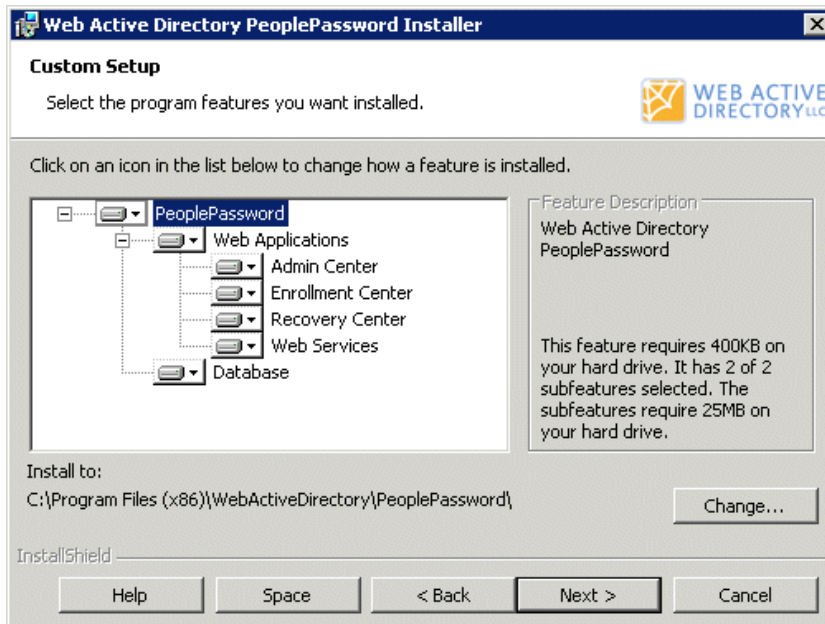 Web Active Directory PeoplePassword Installer
Custom Setup
Select the program features you want installed.
WEB ACTIVE
DIRECTORY LLC
Click on an icon in the list below to change how a feature is installed.
PeoplePassword
Web Applications
Admin Center
Enrollment Center
Recovery Center
Web Services
Database
Feature Description
Web Active Directory
PeoplePassword
This feature requires 400KB on
your hard drive. It has 2 of 2
subfeatures selected. The
subfeatures require 25MB on
your hard drive.
Install to:
C:\Program Files (x86)\WebActiveDirectory\PeoplePassword\
Change...
InstallShield
Help
Space
< Back
Next >
Cancel